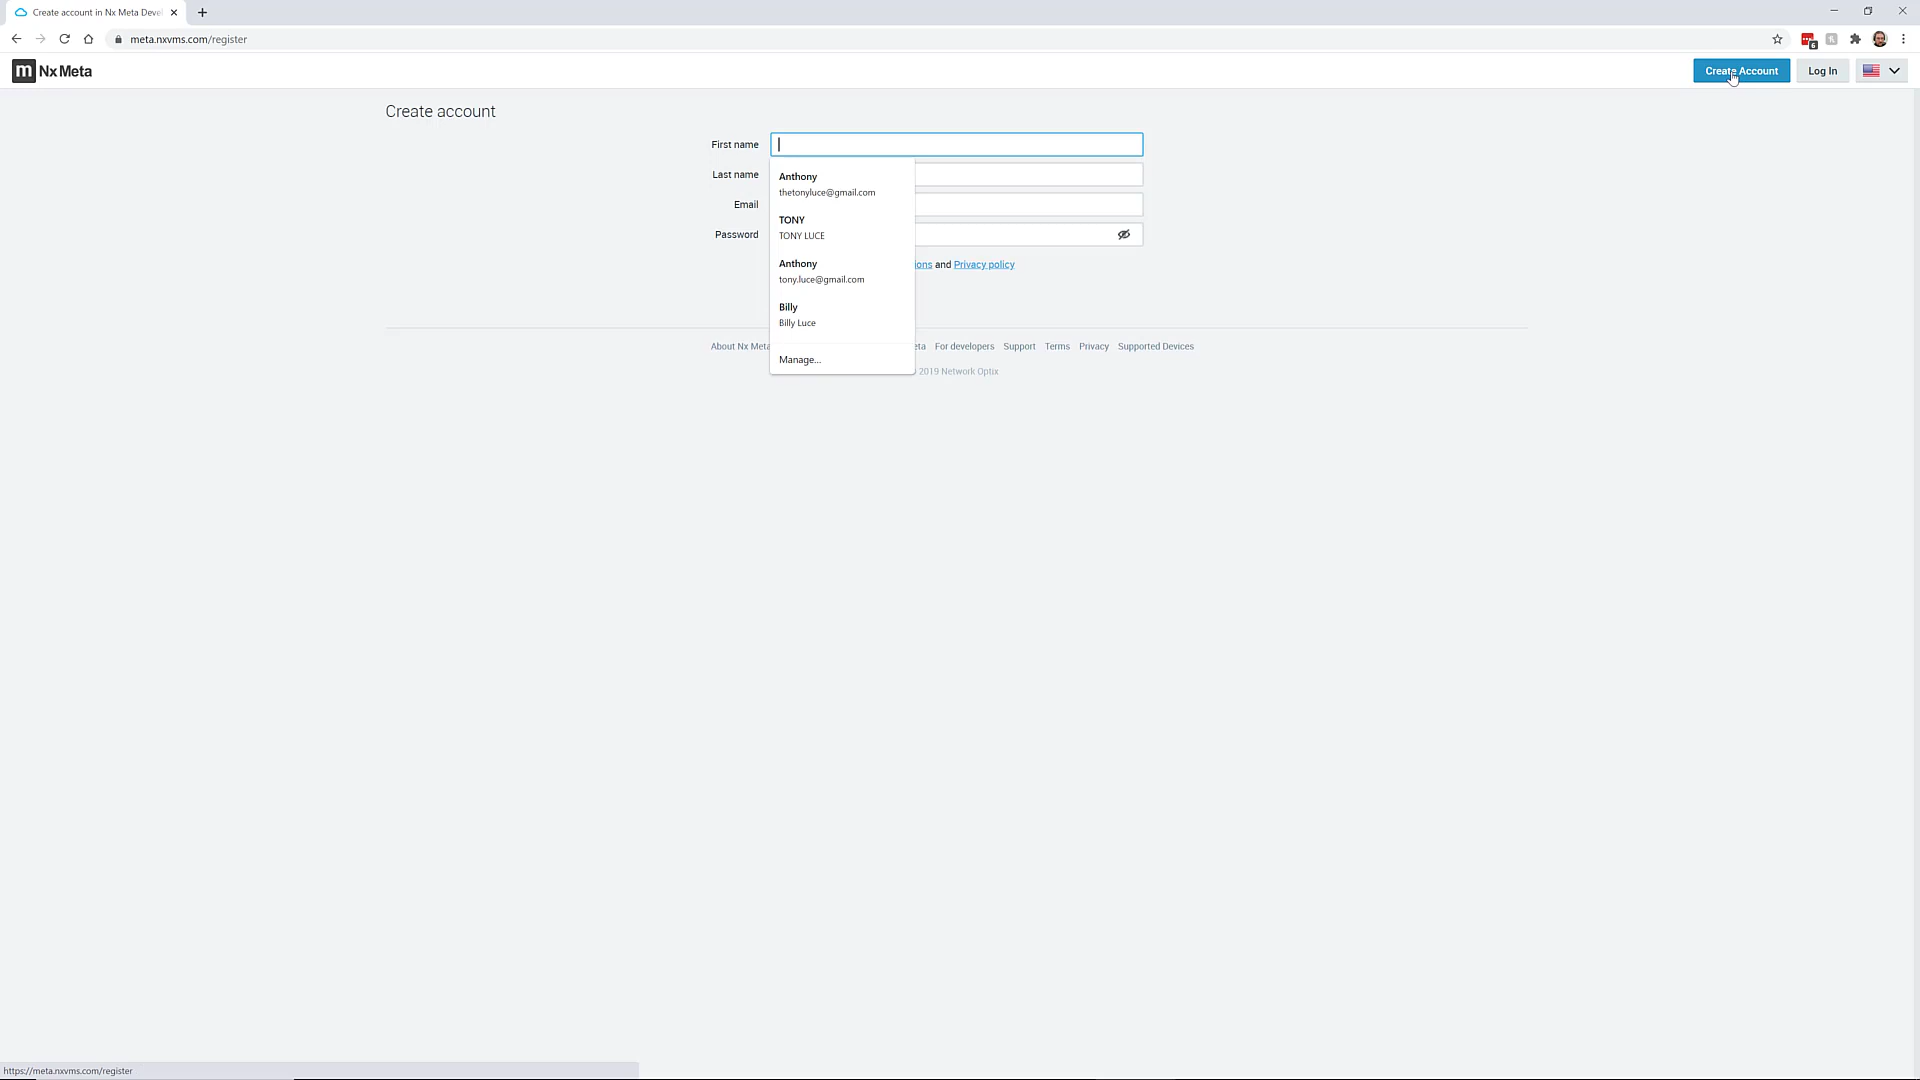 Create account in Nx Meta Deve
meta.nxvms.com/register
6
m Nx Meta
Create Account
Log In
Create account
First name
Anthony
thetonyluce@gmail.com
TONY
TONY LUCE
Anthony
tony.luce@gmail.com
Billy
Billy Luce
Manage...
Last name
Email
Password
ions and Privacy policy
About Nx Meta
eta
For developers
Support
Terms
Privacy
Supported Devices
2019 Network Optix
https://meta.nxvms.com/register